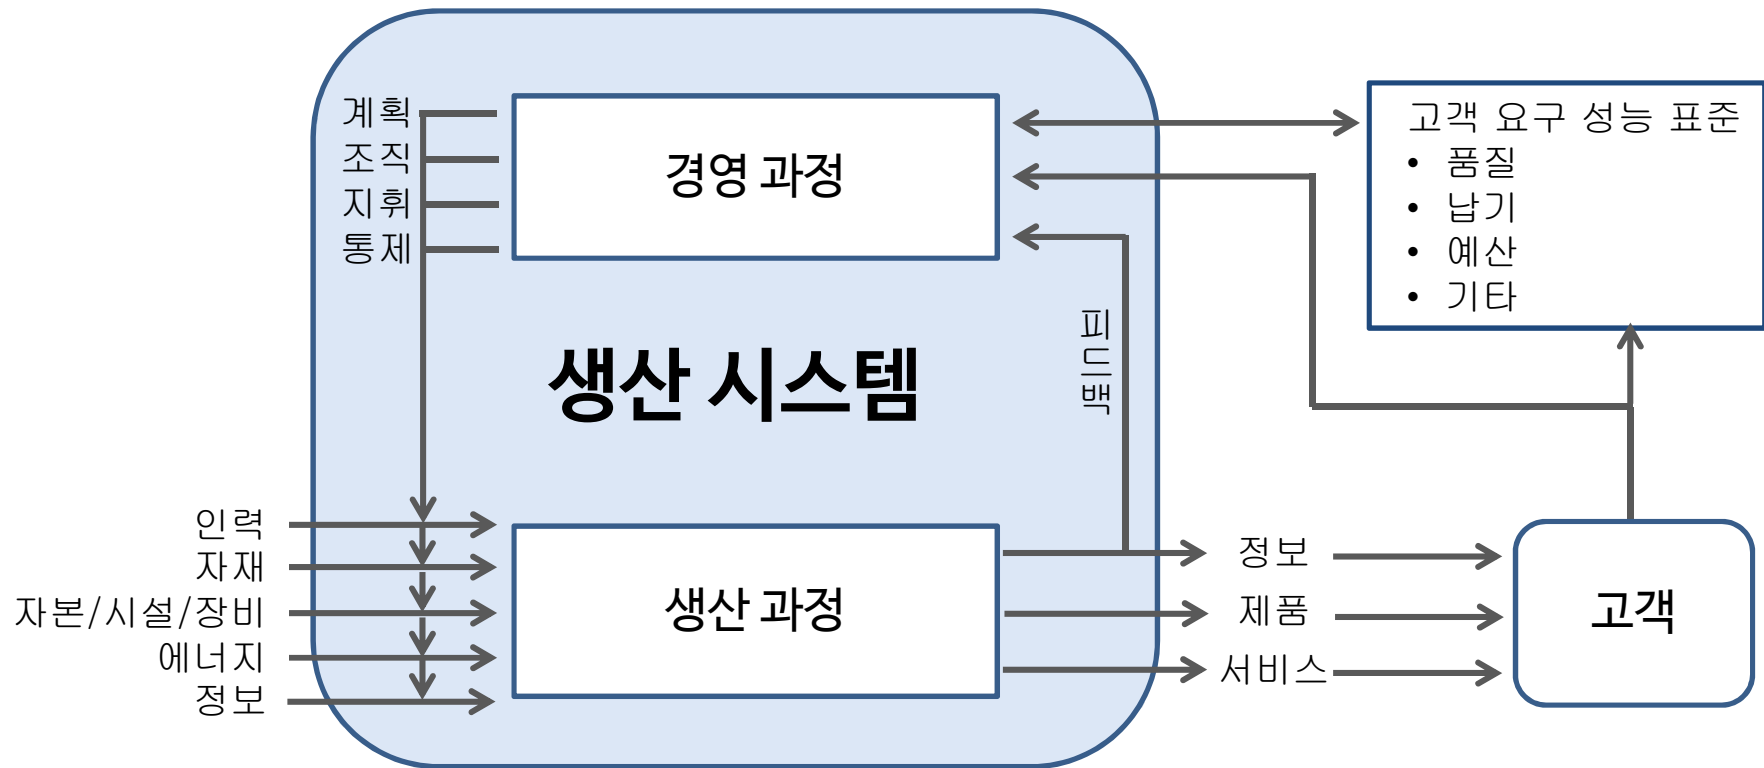 계획
조직
지휘
통제
경영 과정
고객 요구 성능 표준
• 품질
• 납기
• 예산
• 기타
생산 시스템
피
드
백
인력
자재
자본/시설/장비
에너지
정보
생산 과정
정보
제품
서비스
고객